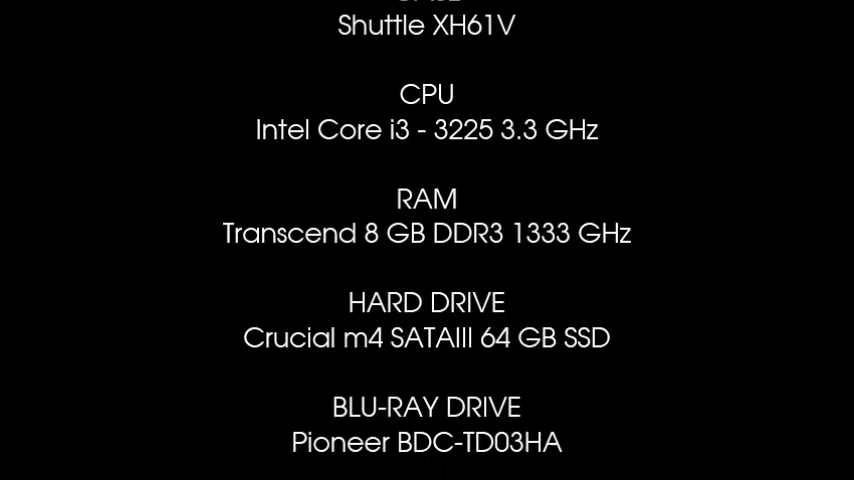 Shuttle XH61V
CPU
Intel Core i3 - 3225 3.3 GHz
RAM
Transcend 8 GB DDR3 1333 GHz
HARD DRIVE
Crucial m4 SATAIII 64 GB SSD
BLU-RAY DRIVE
Pioneer BDC-TD03HA